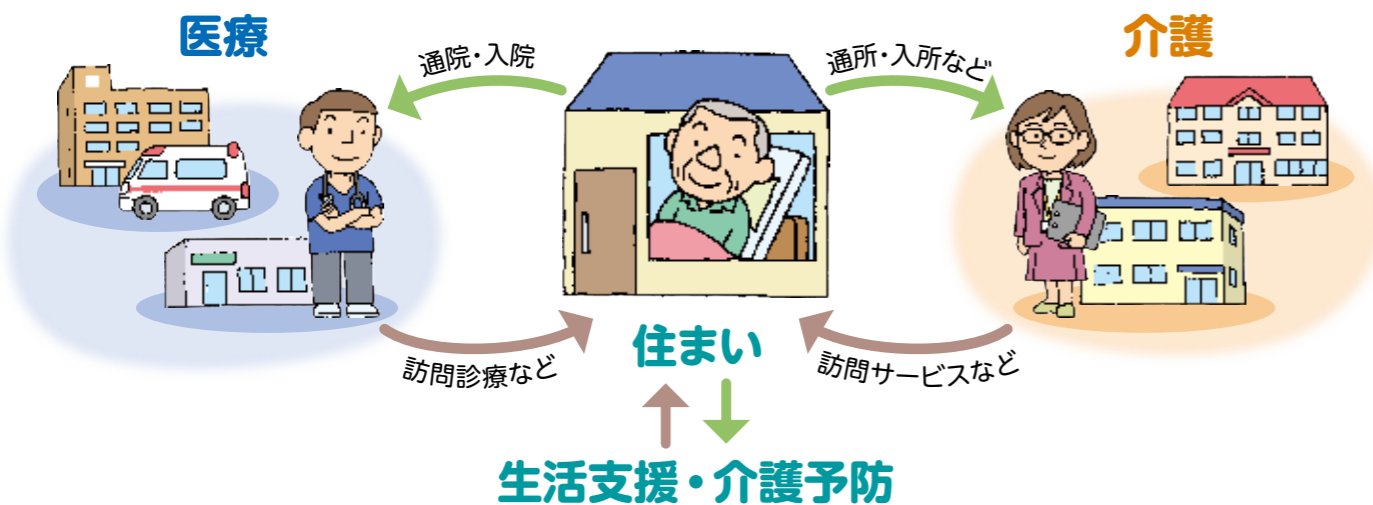 医療
介護
通院・入院
通所・入所など
訪問診療など
住まい
訪問サービスなど
生活支援・介護予防